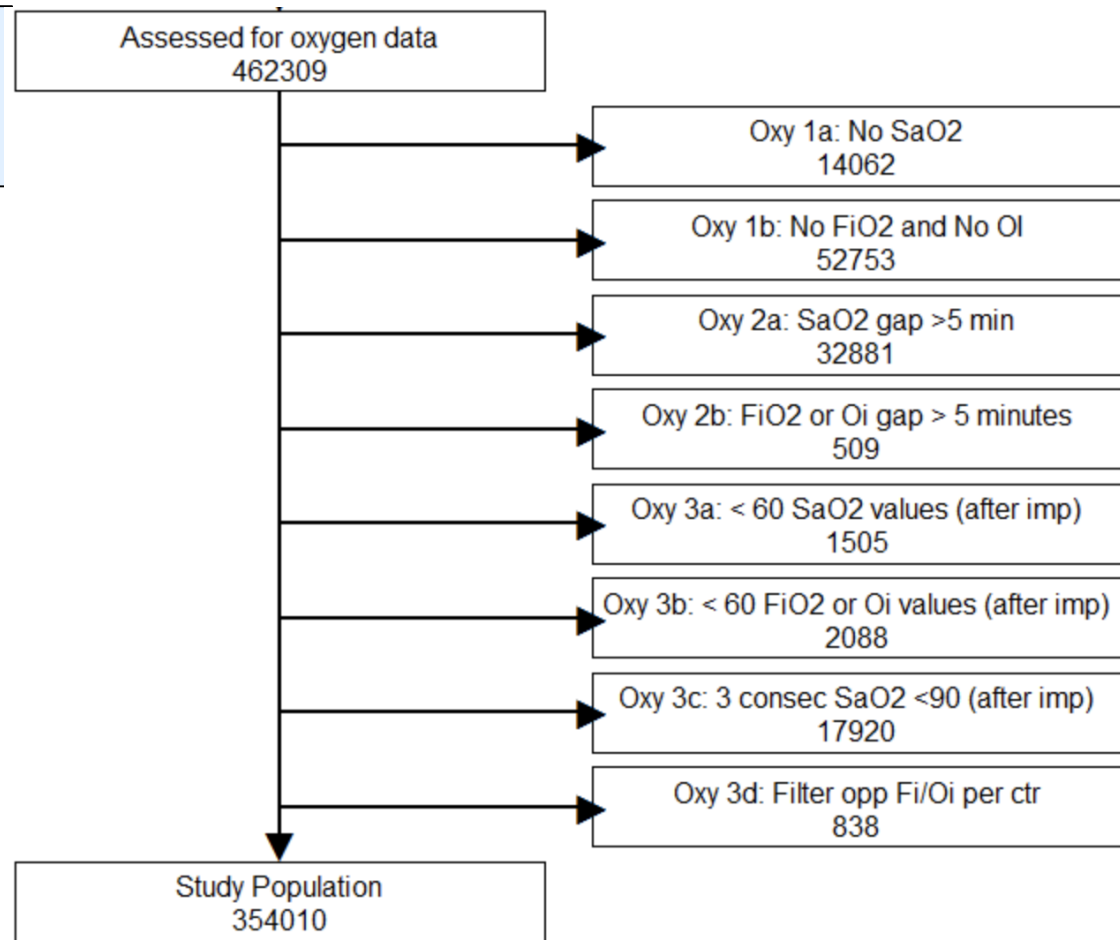 Assessed for oxygen data
462309
Oxy 1a: No SaO2
14062
Oxy 1b: No FiO2 and No OI
52753
Oxy 2a: SaO2 gap >5 min
32881
Oxy 2b: FiO2 or Oi gap > 5 minutes
509
Oxy 3a: < 60 SaO2 values (after imp)
1505
Oxy 3b: < 60 FiO2 or Oi values (after imp)
2088
Oxy 3c: 3 consec SaO2 <90 (after imp)
17920
Oxy 3d: Filter opp Fi/Oi per ctr
838
Study Population
354010